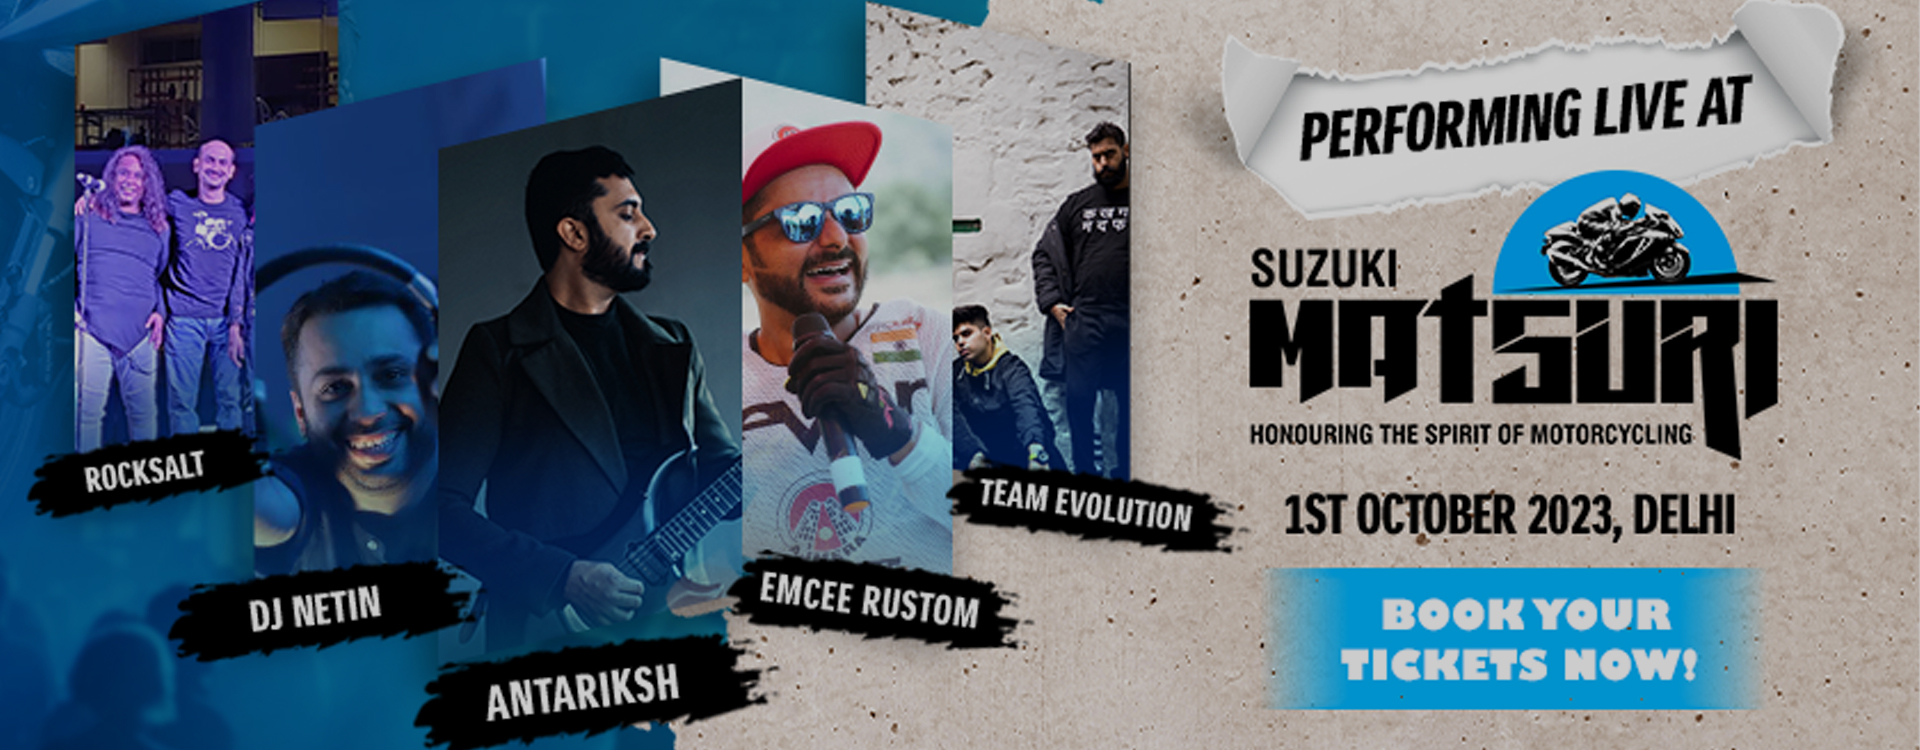 ROCKSALT
DJ NETIN
ANTARIKSH
EMCEE RUSTOM
TEAM EVOLUTION
क ख ग
म द फ
PERFORMING LIVE AT
SUZUKI
MATSURI
HONOURING THE SPIRIT OF MOTORCYCLING
1ST OCTOBER 2023, DELHI
BOOK YOUR
TICKETS NOW!